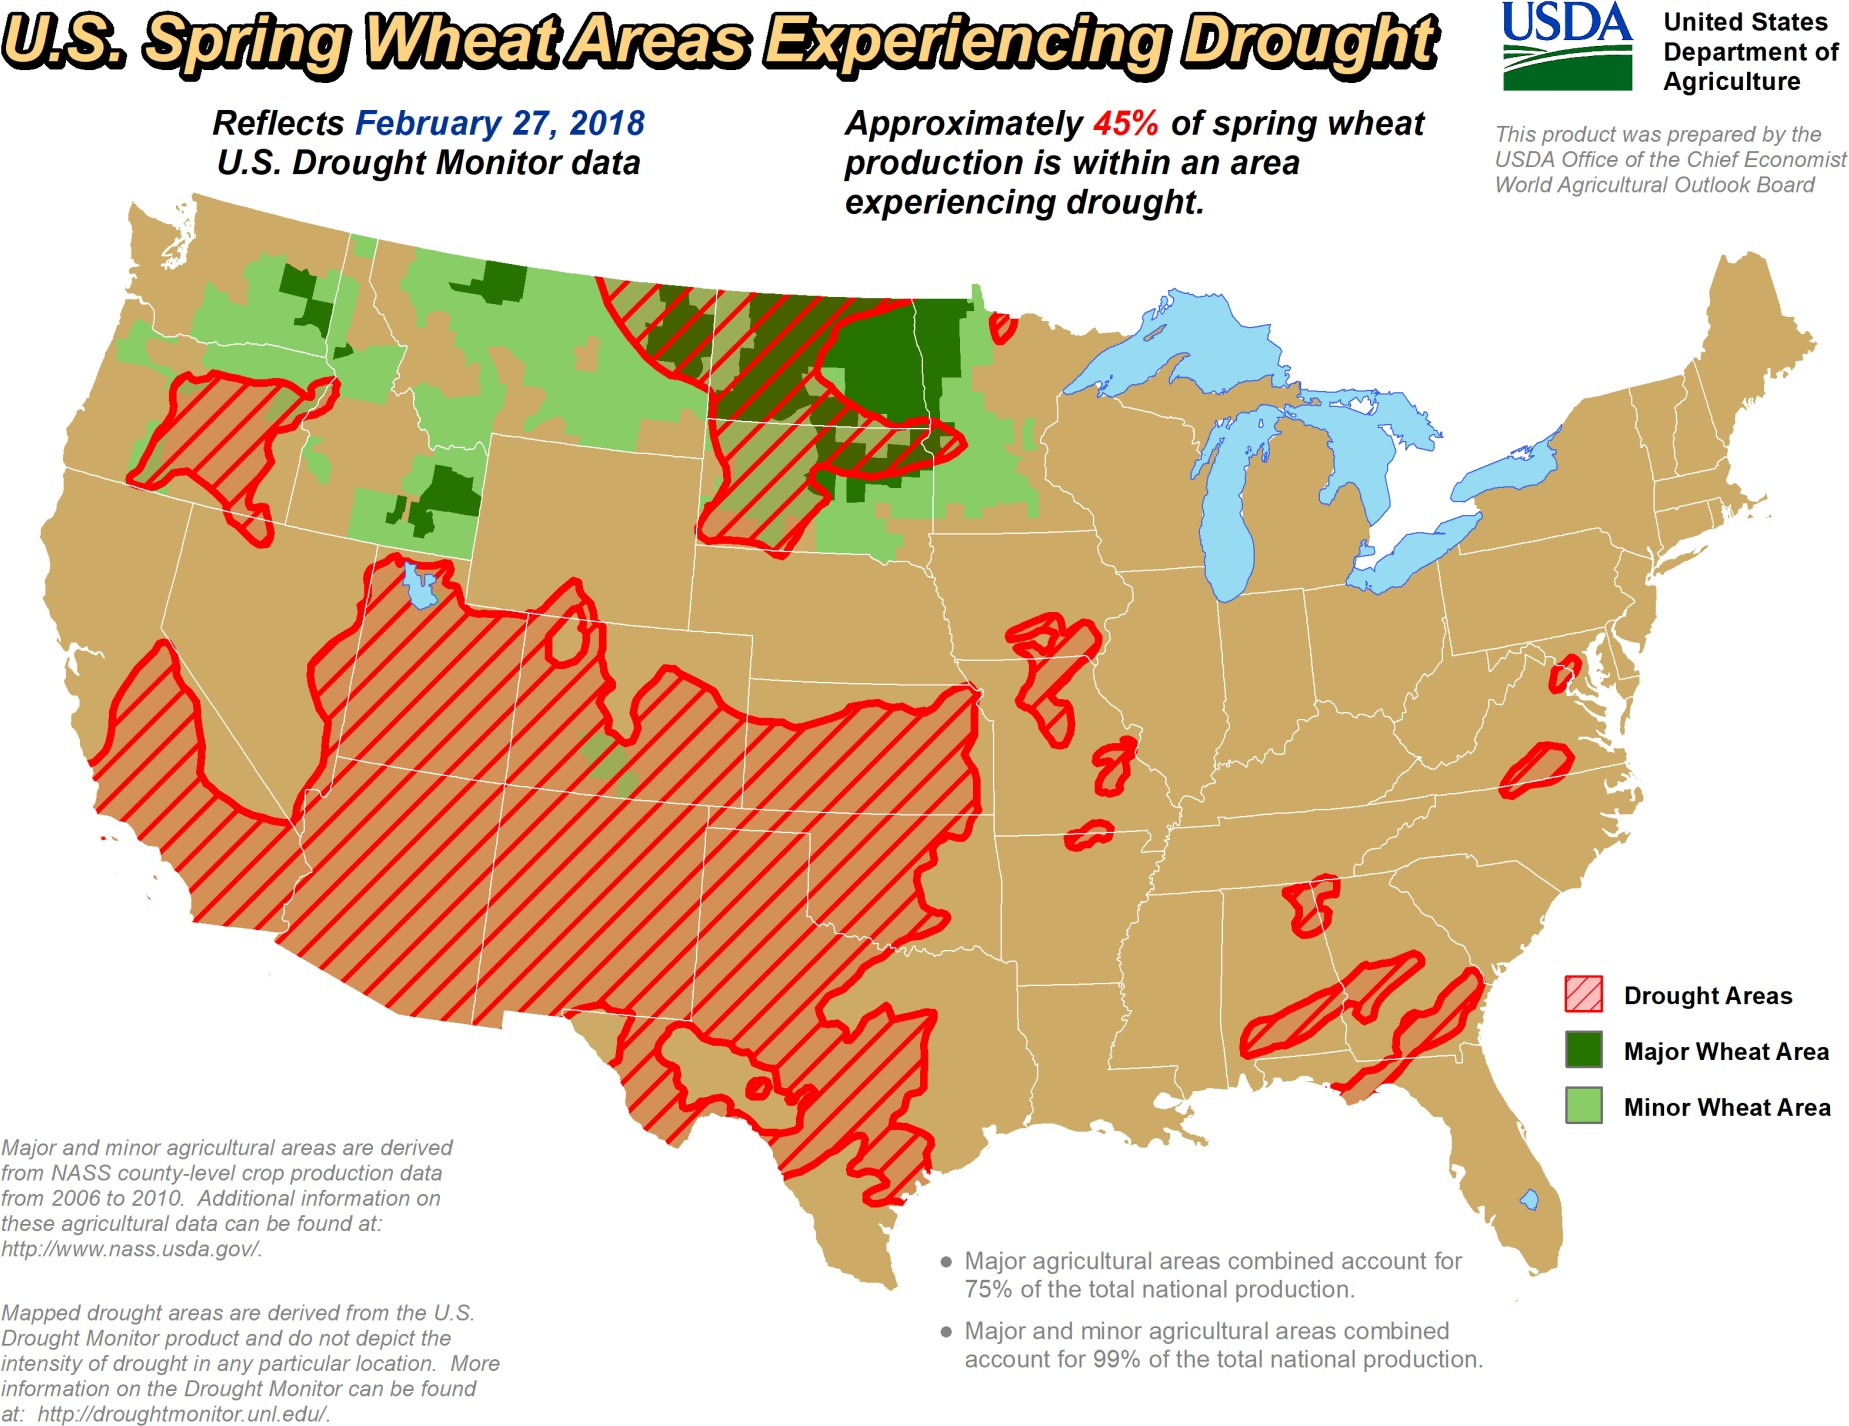 U.S. Spring Wheat Areas Experiencing Drought
USDA
United States
Department of
Agriculture
Reflects February 27, 2018
U.S. Drought Monitor data
Approximately 45% of spring wheat
production is within an area
experiencing drought.
This product was prepared by the
USDA Office of the Chief Economist
World Agricultural Outlook Board
Drought Areas
Major Wheat Area
Minor Wheat Area
Major and minor agricultural areas are derived
from NASS county-level crop production data
from 2006 to 2010.  Additional information on
these agricultural data can be found at:
http://www.nass.usda.gov/.
Mapped drought areas are derived from the U.S.
Drought Monitor product and do not depict the
intensity of drought in any particular location.  More
information on the Drought Monitor can be found
at:  http://droughtmonitor.unl.edu/.
● Major agricultural areas combined account for
75% of the total national production.
● Major and minor agricultural areas combined
account for 99% of the total national production.